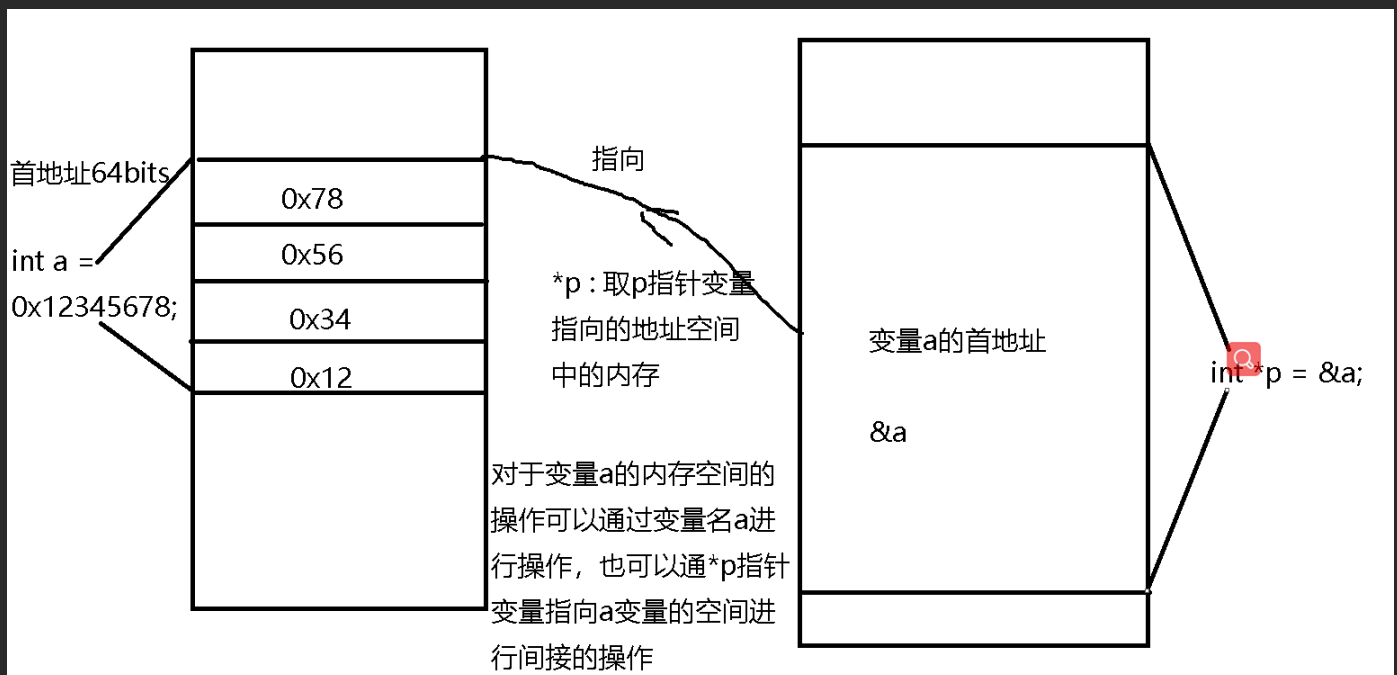 首地址64bits
int a =
0x12345678;
0x78
0x56
0x34
0x12
指向
*p : 取p指针变量
指向的地址空间
中的内存
对于变量a的内存空间的
操作可以通过变量名a进
行操作，也可以通*p指针
变量指向a变量的空间进
行间接的操作
变量a的首地址
&a
int *p = &a;